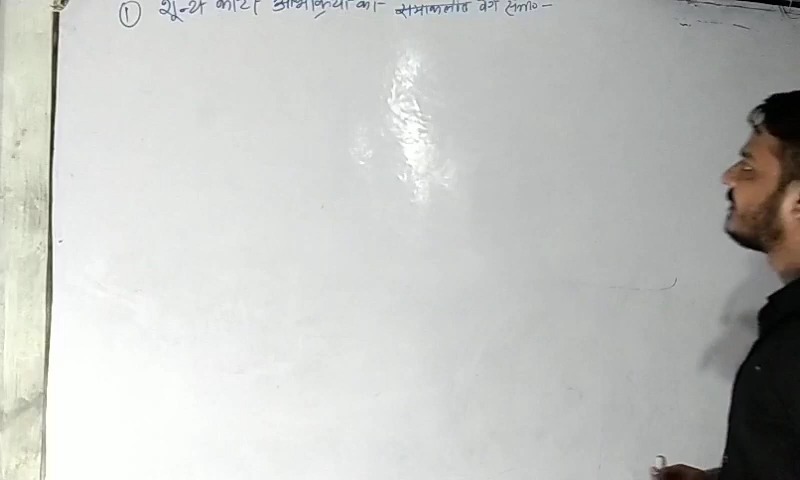 ① शून्य कोटी अभिक्रिया का- समाकलीत वेग समी० -